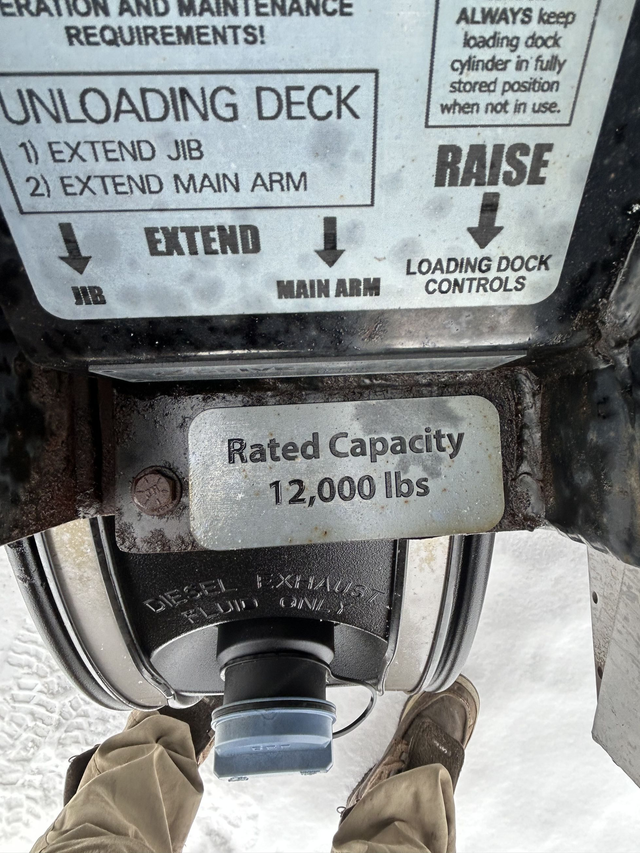 ERATION AND MAINTENANCE
REQUIREMENTS!
ALWAYS keep
loading dock
cylinder in fully
stored position
when not in use.
UNLOADING DECK
1) EXTEND JIB
2) EXTEND MAIN ARM
RAISE
EXTEND
JIB
MAIN ARM
LOADING DOCK
CONTROLS
Rated Capacity
12,000 lbs
DIESEL EXHAUST
FLUID ONLY